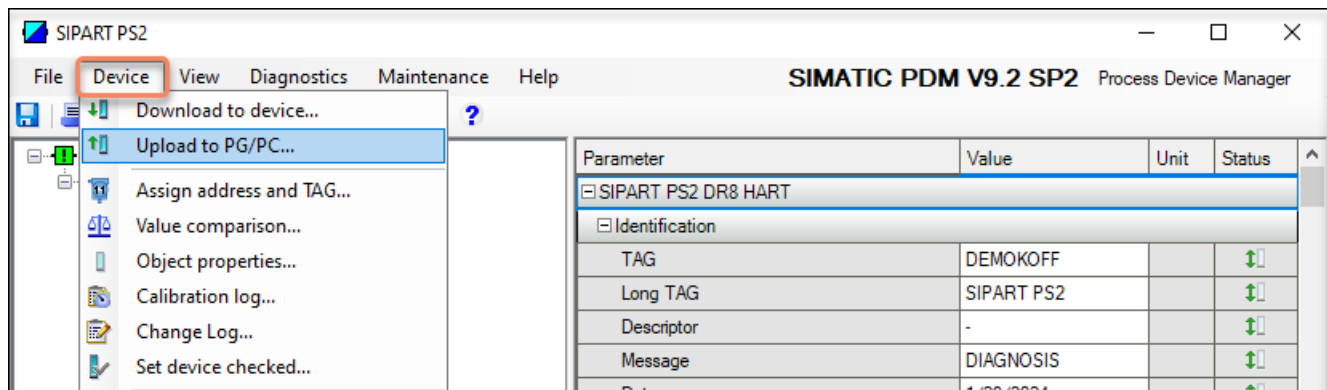 SIPART PS2
File Device View Diagnostics Maintenance Help
SIMATIC PDM V9.2 SP2 Process Device Manager
Download to device...
Upload to PG/PC...
Assign address and TAG...
Value comparison...
Object properties...
Calibration log...
Change Log...
Set device checked...
Parameter Value Unit Status
SIPART PS2 DR8 HART
Identification
TAG DEMOKOFF
Long TAG SIPART PS2
Descriptor -
Message DIAGNOSIS